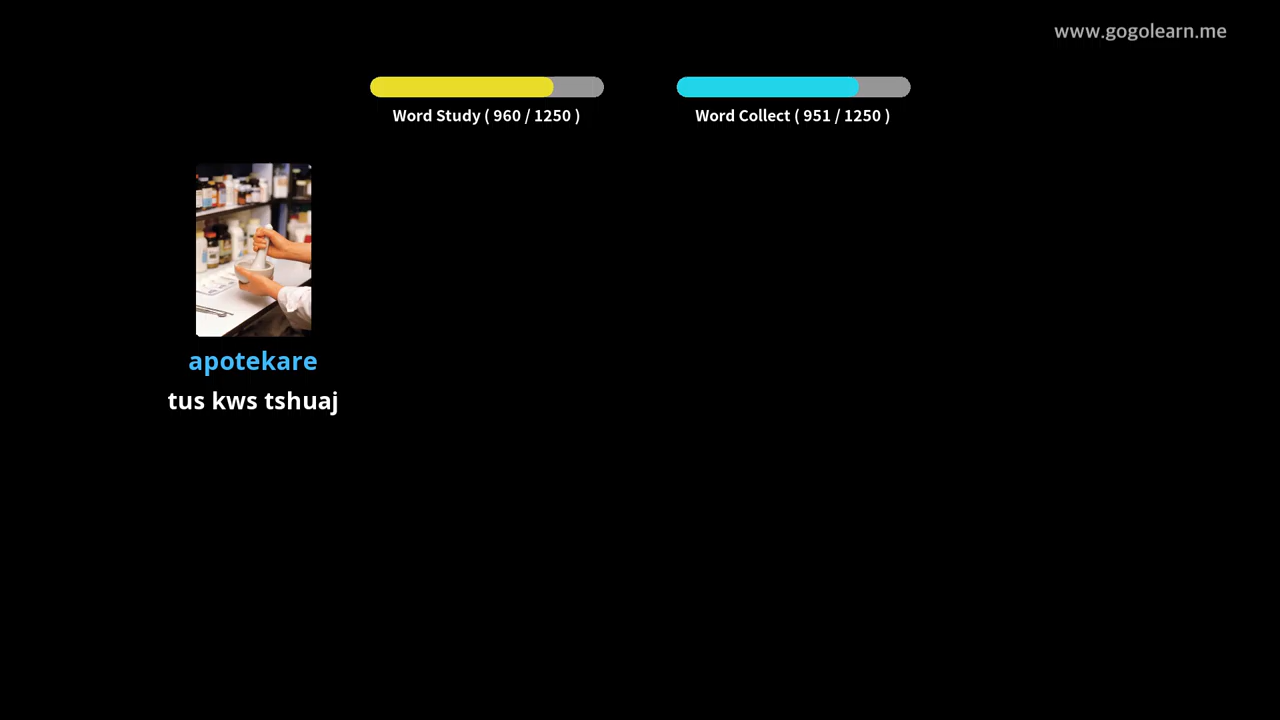 www.gogolearn.me
Word Study ( 960 / 1250 )
Word Collect ( 951 / 1250 )
apotekare
tus kws tshuaj